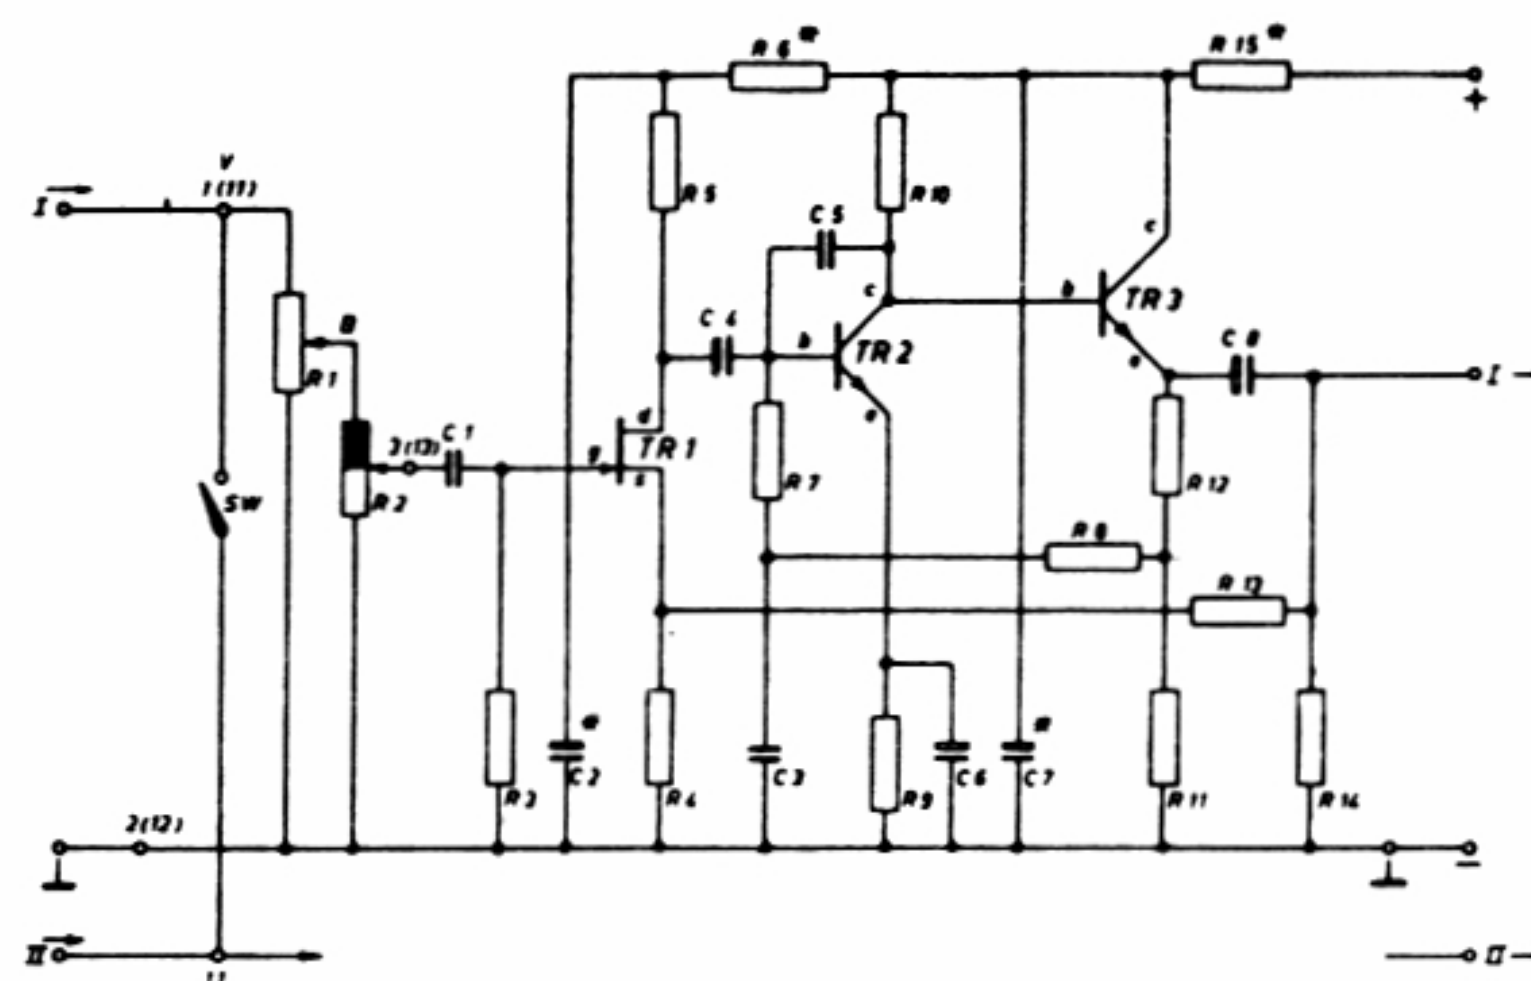 R 6 *
R 15 *
+
V
1 (11)
I
R 5
R 10
C 5
c
c
B
C 4
b
TR 2
b
TR 3
e
C 8
I
R 1
e
d
3 (13)
C 1
g
TR 1
s
R 7
R 12
SW
R 2
R 8
R 13
*
*
R 3
C 2
R 4
C 3
R 9
C 6
C 7
R 11
R 14
2 (12)
−
II
11
II